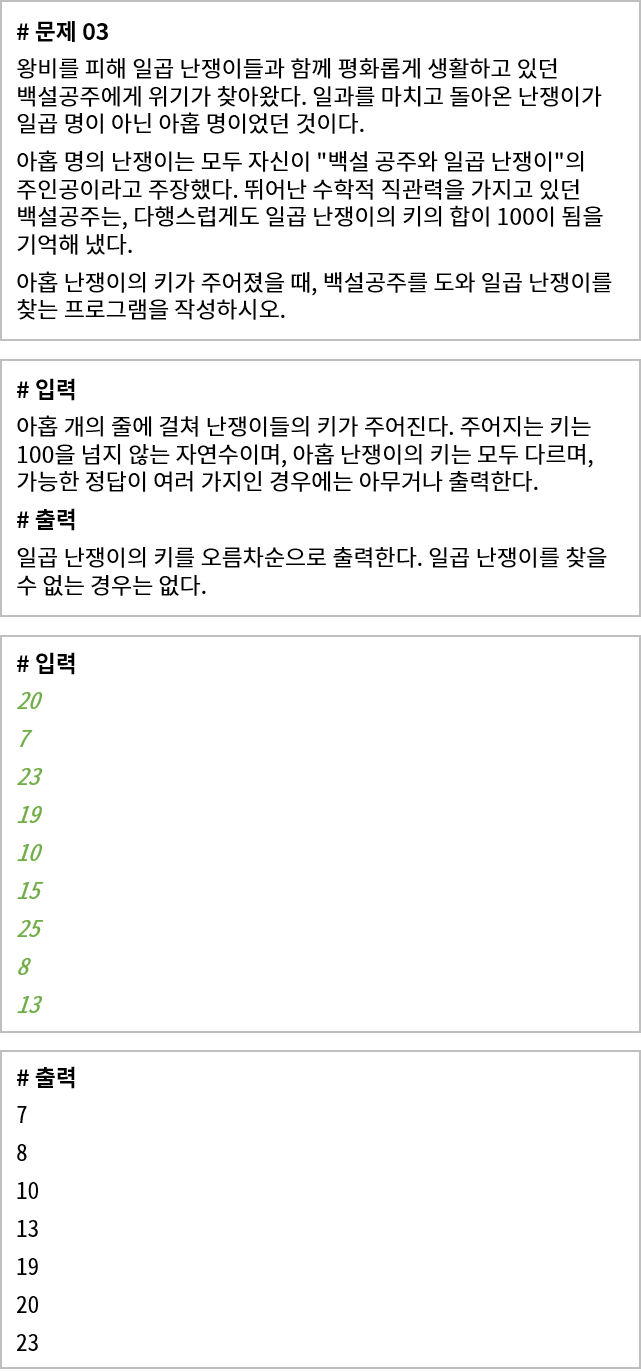 # 문제 03
왕비를 피해 일곱 난쟁이들과 함께 평화롭게 생활하고 있던
백설공주에게 위기가 찾아왔다. 일과를 마치고 돌아온 난쟁이가
일곱 명이 아닌 아홉 명이었던 것이다.
아홉 명의 난쟁이는 모두 자신이 "백설 공주와 일곱 난쟁이"의
주인공이라고 주장했다. 뛰어난 수학적 직관력을 가지고 있던
백설공주는, 다행스럽게도 일곱 난쟁이의 키의 합이 100이 됨을
기억해 냈다.
아홉 난쟁이의 키가 주어졌을 때, 백설공주를 도와 일곱 난쟁이를
찾는 프로그램을 작성하시오.
# 입력
아홉 개의 줄에 걸쳐 난쟁이들의 키가 주어진다. 주어지는 키는
100을 넘지 않는 자연수이며, 아홉 난쟁이의 키는 모두 다르며,
가능한 정답이 여러 가지인 경우에는 아무거나 출력한다.
# 출력
일곱 난쟁이의 키를 오름차순으로 출력한다. 일곱 난쟁이를 찾을
수 없는 경우는 없다.
# 입력
20
7
23
19
10
15
25
8
13
# 출력
7
8
10
13
19
20
23